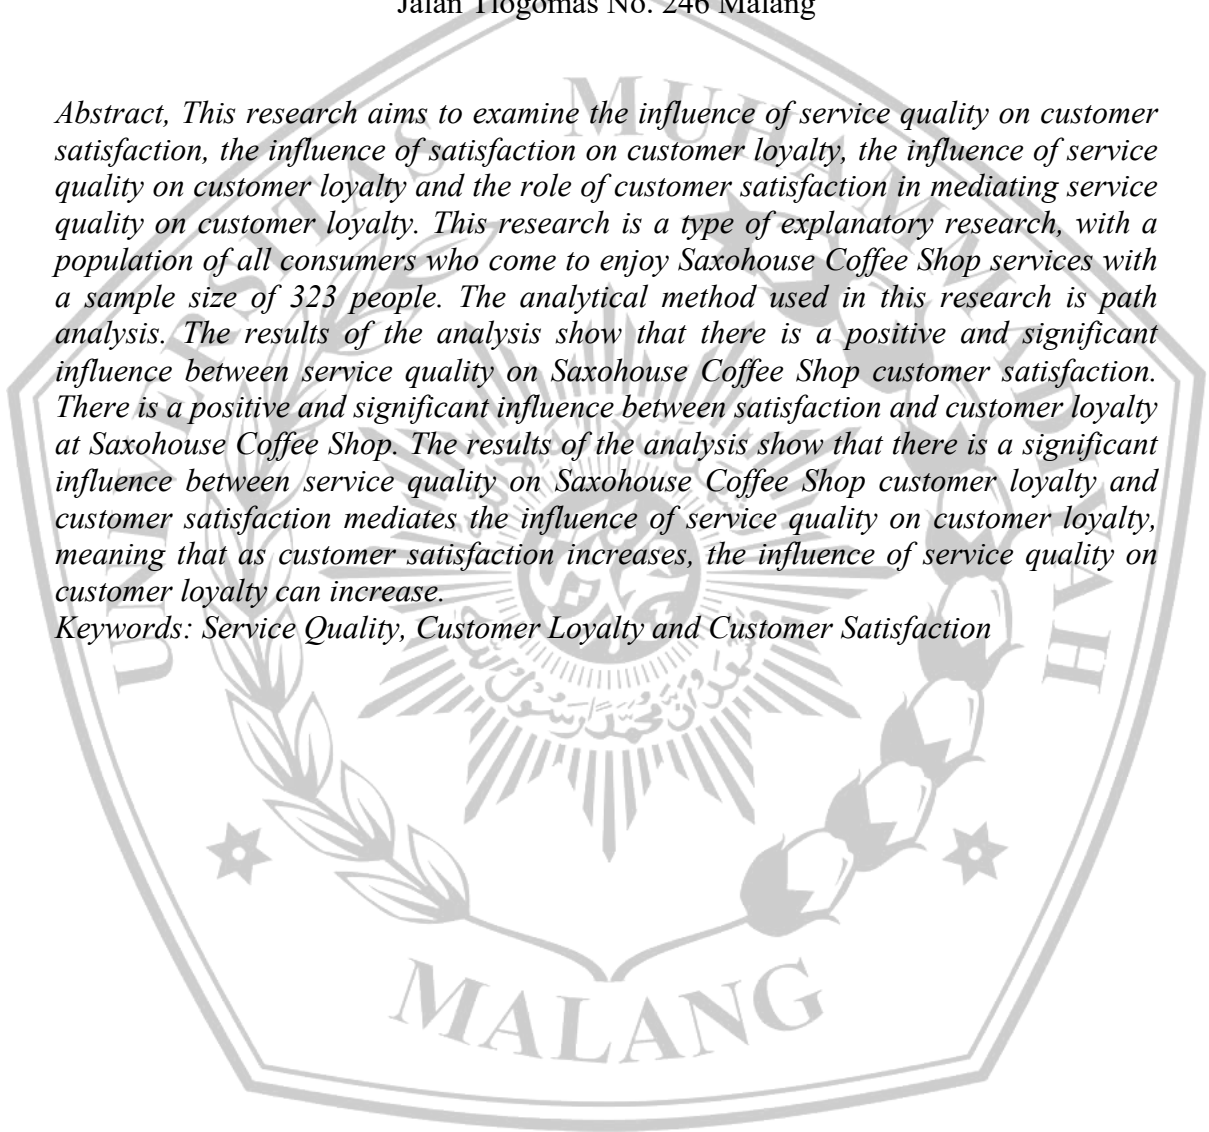 Jalan Tlogomas No. 246 Malang
Abstract, This research aims to examine the influence of service quality on customer
satisfaction, the influence of satisfaction on customer loyalty, the influence of service
quality on customer loyalty and the role of customer satisfaction in mediating service
quality on customer loyalty. This research is a type of explanatory research, with a
population of all consumers who come to enjoy Saxohouse Coffee Shop services with
a sample size of 323 people. The analytical method used in this research is path
analysis. The results of the analysis show that there is a positive and significant
influence between service quality on Saxohouse Coffee Shop customer satisfaction.
There is a positive and significant influence between satisfaction and customer loyalty
at Saxohouse Coffee Shop. The results of the analysis show that there is a significant
influence between service quality on Saxohouse Coffee Shop customer loyalty and
customer satisfaction mediates the influence of service quality on customer loyalty,
meaning that as customer satisfaction increases, the influence of service quality on
customer loyalty can increase.
Keywords: Service Quality, Customer Loyalty and Customer Satisfaction
UNIVERSITAS MUHAMMADIYAH
MALANG